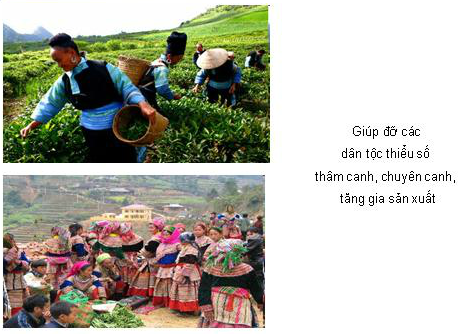 Giúp đỡ các
dân tộc thiểu số
thâm canh, chuyên canh,
tăng gia sản xuất